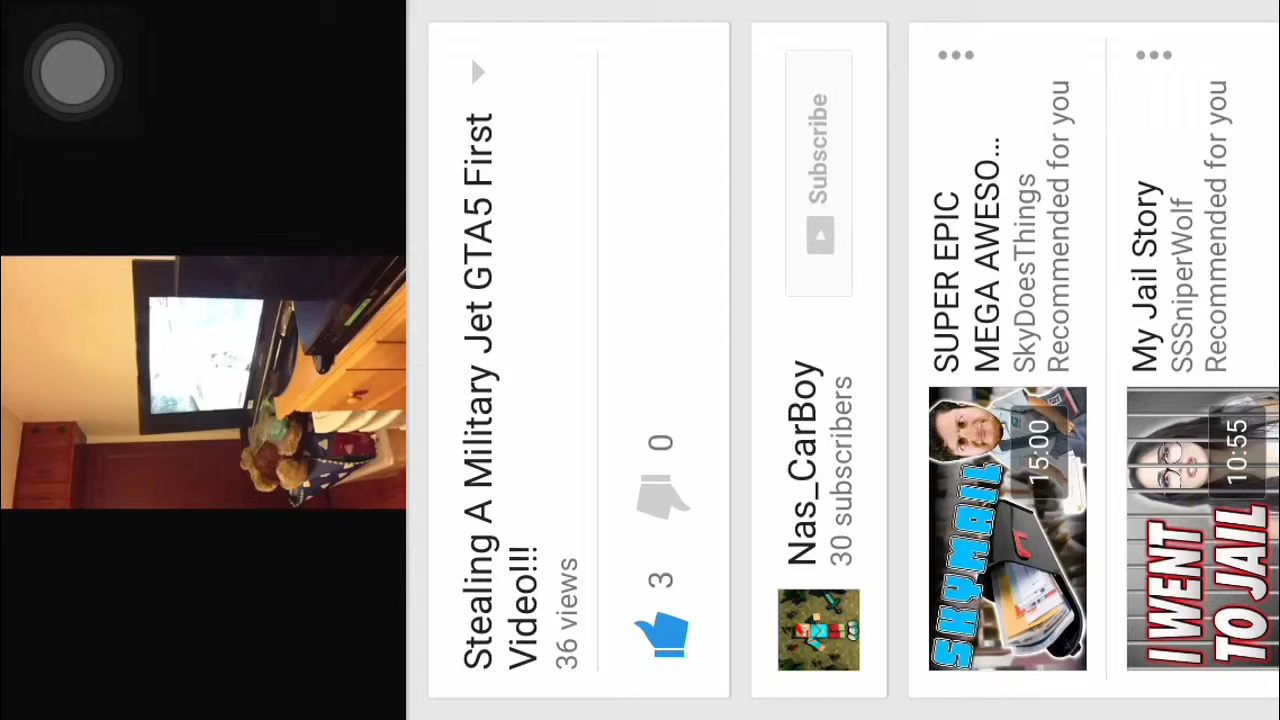 Stealing A Military Jet GTA5 First
Video!!!
36 views
3
0
Nas_CarBoy
30 subscribers
Subscribe
SKYMAIL
15:00
SUPER EPIC
MEGA AWESO...
SkyDoesThings
Recommended for you
I WENT
TO JAIL
10:55
My Jail Story
SSSniperWolf
Recommended for you